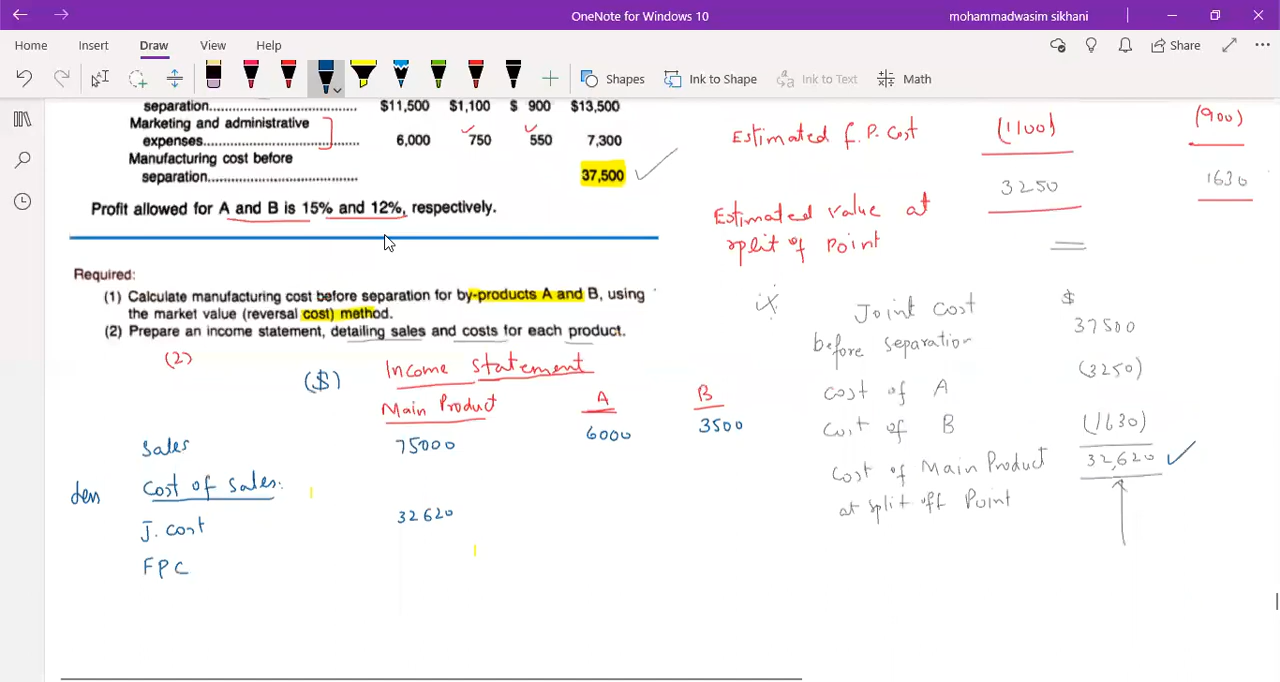 OneNote for Windows 10
mohammadwasim sikhani
Home Insert Draw View Help
Share
Shapes
Ink to Shape
Ink to Text
Math
separation................................... $11,500 $1,100 $ 900 $13,500
Marketing and administrative
expenses................................... 6,000 750 550 7,300
Manufacturing cost before
separation................................... 37,500
Profit allowed for A and B is 15% and 12%, respectively.
Estimated F.P. Cost (1100) (900)
3250 1630
Estimated Value at
split of Point
Required:
(1) Calculate manufacturing cost before separation for by-products A and B, using
the market value (reversal cost) method.
(2) Prepare an income statement, detailing sales and costs for each product.
(2)
($) Income Statement
Main Product A B
Sales 75000 6000 3500
Cost of Sales:
J. Cost 32620
FPC
$
Joint Cost 37500
before separation
Cost of A (3250)
Cost of B (1630)
Cost of Main Product 32,620
at split off Point